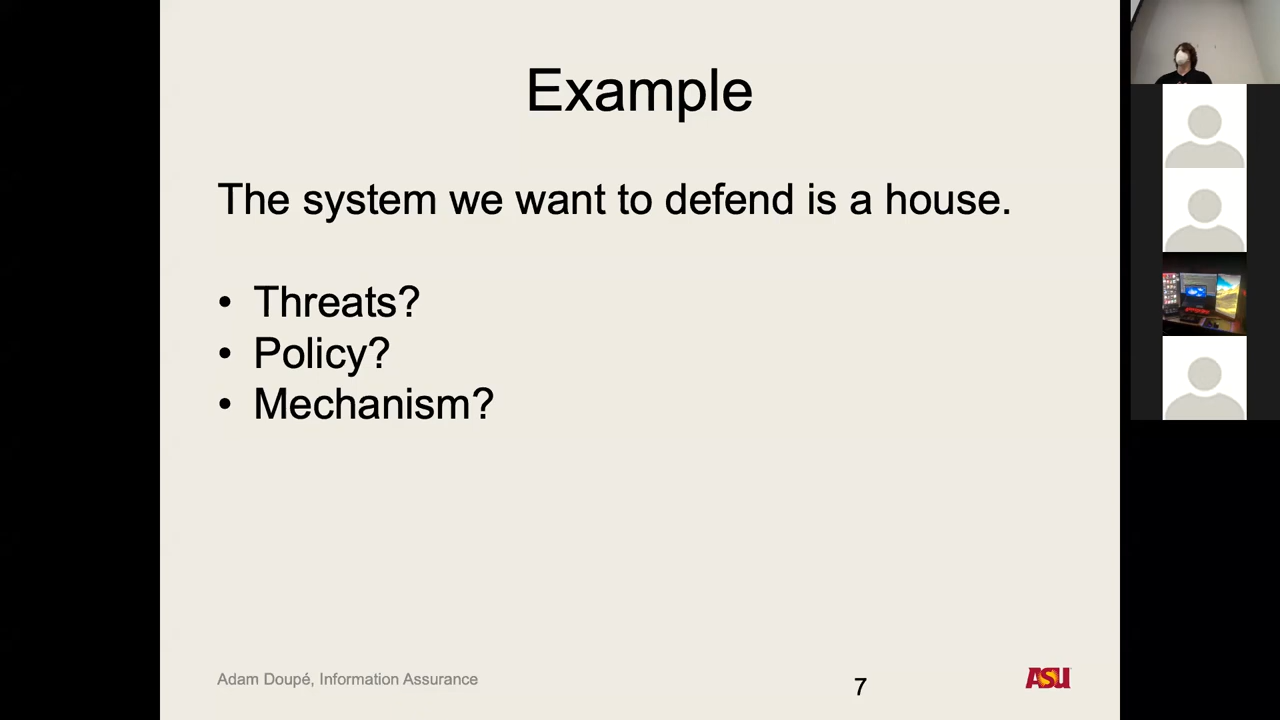 Example
The system we want to defend is a house.
• Threats?
• Policy?
• Mechanism?
Adam Doupé, Information Assurance
7
ASU